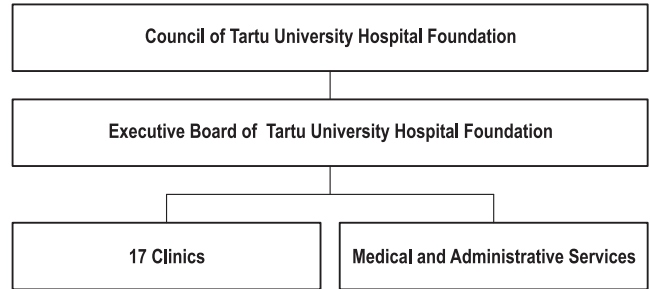 Council of Tartu University Hospital Foundation
Executive Board of Tartu University Hospital Foundation
17 Clinics
Medical and Administrative Services